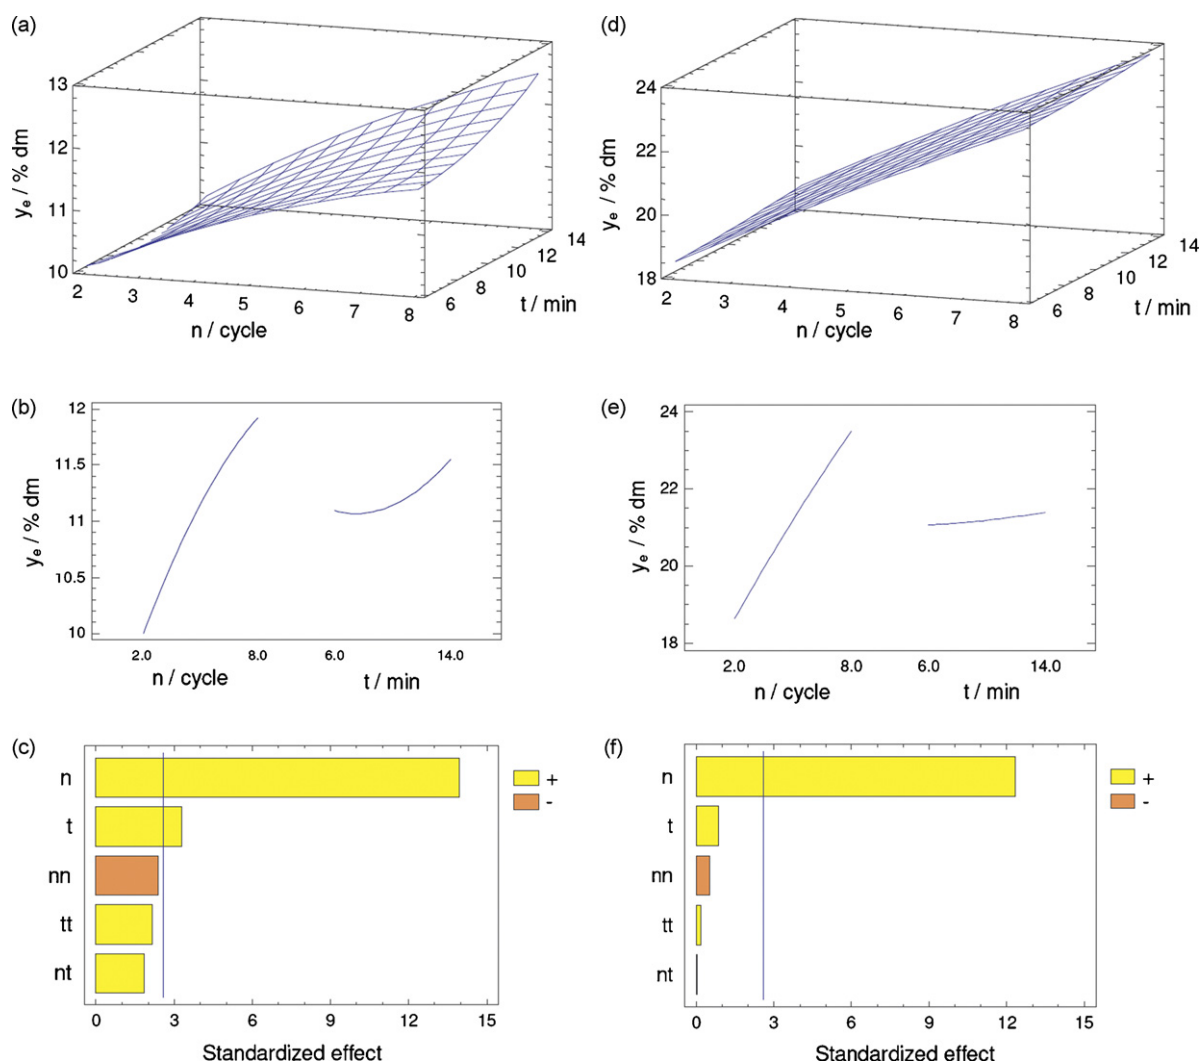 (a)
13
12
11
10
yₑ / % dm
2 3 4 5 6 7 8
n / cycle
6 8 10 12 14
t / min
(d)
24
22
20
18
yₑ / % dm
2 3 4 5 6 7 8
n / cycle
6 8 10 12 14
t / min
(b)
12
11.5
11
10.5
10
yₑ / % dm
2.0 8.0 6.0 14.0
n / cycle t / min
(e)
24
22
20
18
yₑ / % dm
2.0 8.0 6.0 14.0
n / cycle t / min
(c)
n
t
nn
tt
nt
0 3 6 9 12 15
Standardized effect
+
-
(f)
n
t
nn
tt
nt
0 3 6 9 12 15
Standardized effect
+
-